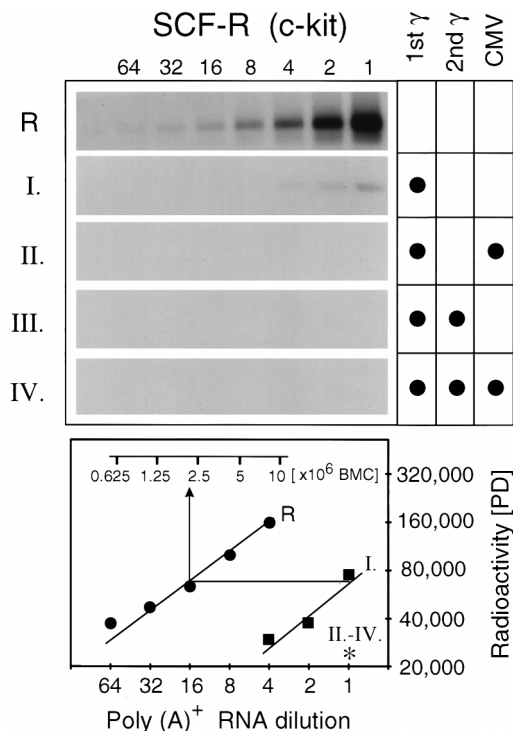 SCF-R (c-kit)
1st γ
2nd γ
CMV
64 32 16 8 4 2 1
R
I.
II.
III.
IV.
0.625 1.25 2.5 5 10 [x10⁶ BMC]
R
I.
II.-IV.
*
320,000
160,000
80,000
40,000
20,000
Radioactivity [PD]
64 32 16 8 4 2 1
Poly (A)⁺ RNA dilution